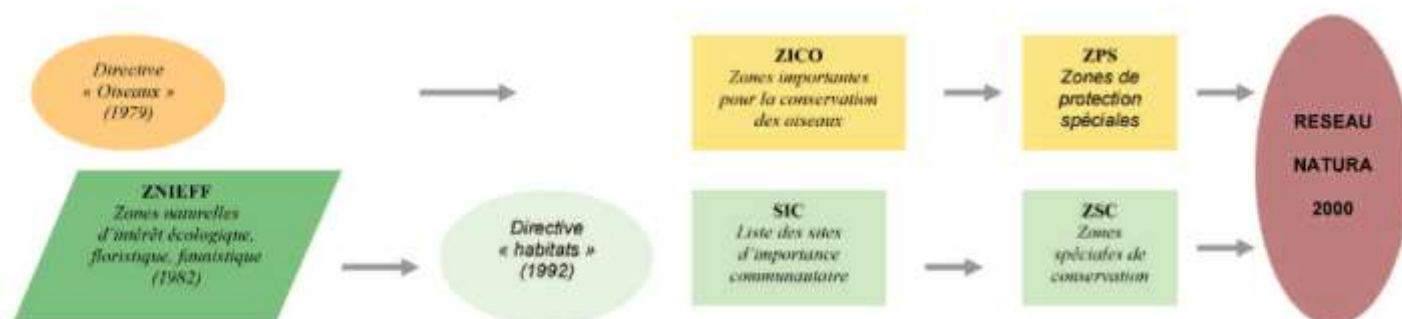 Directive
« Oiseaux »
(1979)
ZICO
Zones importantes
pour la conservation
des oiseaux
ZPS
Zones de
protection
spéciales
RESEAU
NATURA
2000
ZNIEFF
Zones naturelles
d'intérêt écologique,
floristique, faunistique
(1982)
Directive
« habitats »
(1992)
SIC
Liste des sites
d'importance
communautaire
ZSC
Zones
spéciales de
conservation